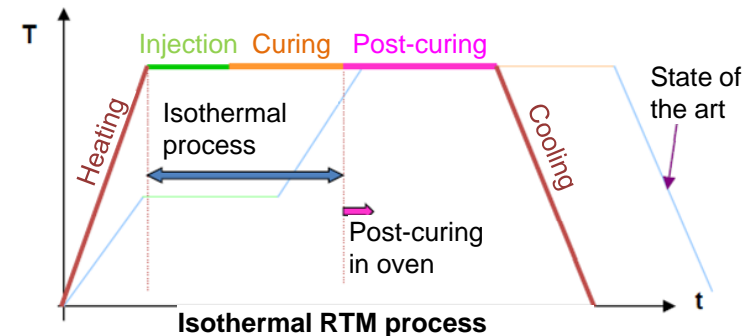 T
Injection Curing Post-curing
State of
the art
Isothermal
process
Heating
Cooling
Post-curing
in oven
t
Isothermal RTM process